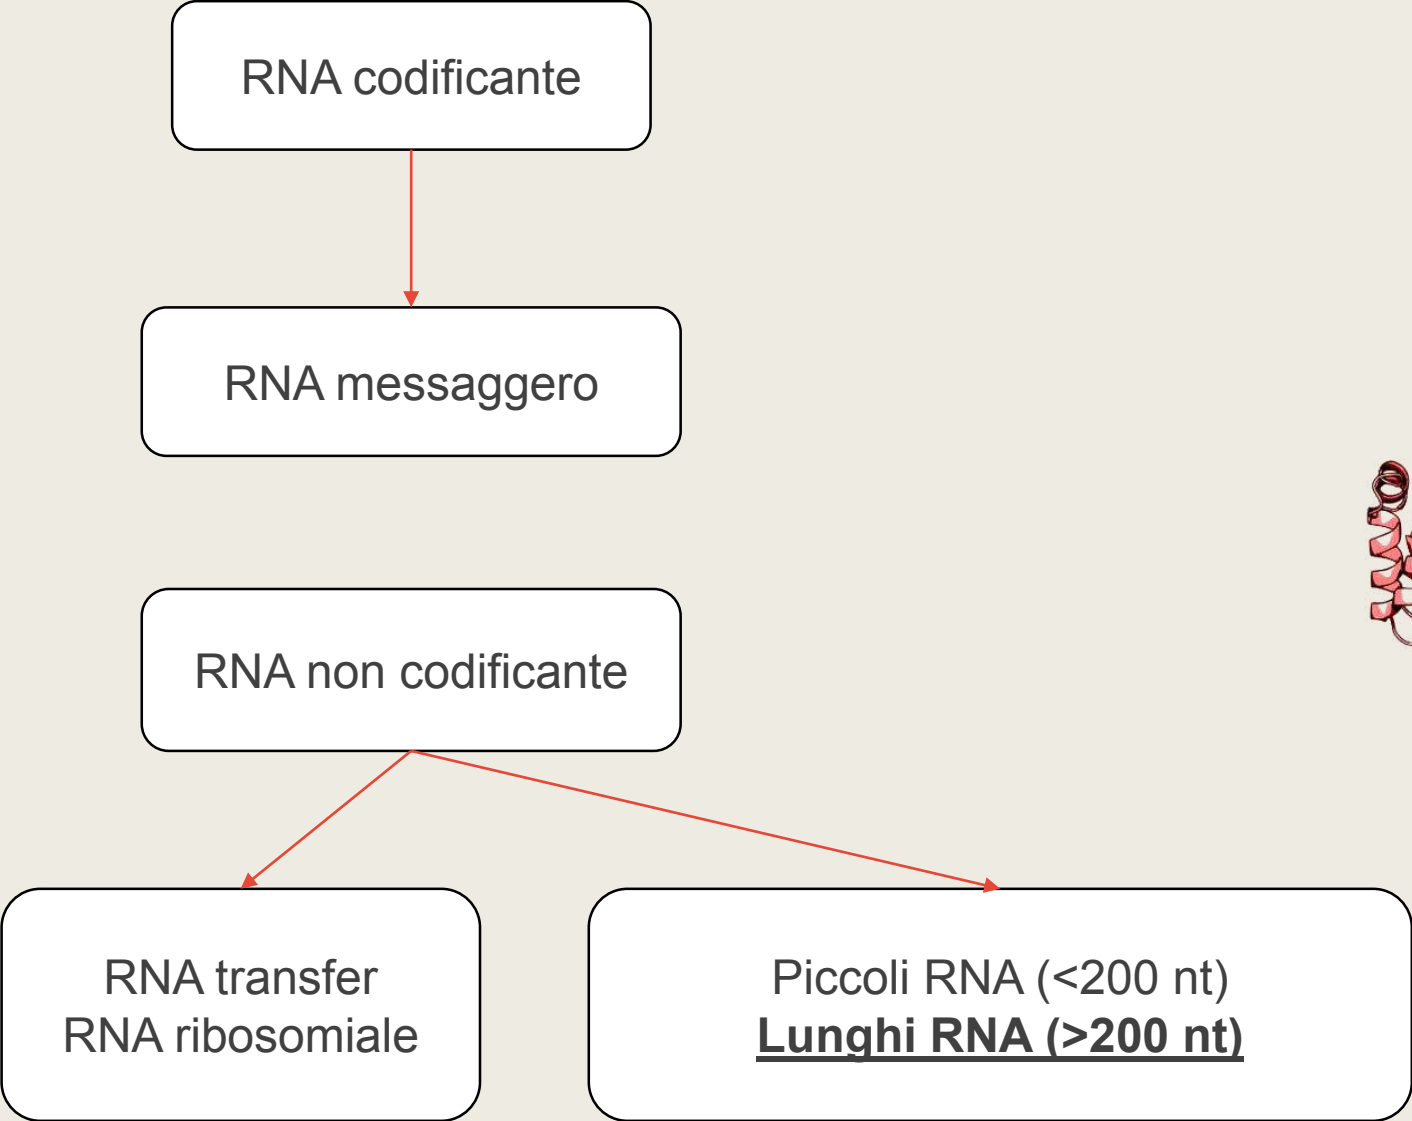 RNA codificante
RNA messaggero
RNA non codificante
RNA transfer
RNA ribosomiale
Piccoli RNA (<200 nt)
Lunghi RNA (>200 nt)